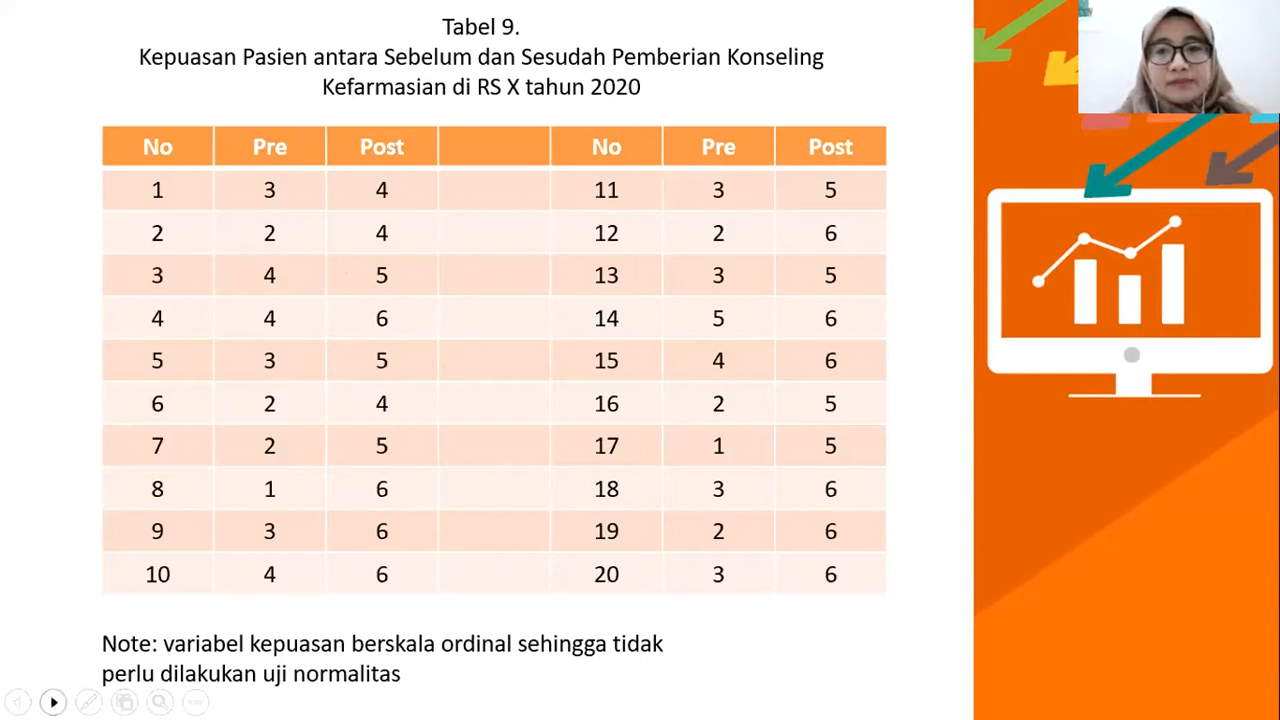 Tabel 9.
Kepuasan Pasien antara Sebelum dan Sesudah Pemberian Konseling
Kefarmasian di RS X tahun 2020
No Pre Post No Pre Post
1 3 4 11 3 5
2 2 4 12 2 6
3 4 5 13 3 5
4 4 6 14 5 6
5 3 5 15 4 6
6 2 4 16 2 5
7 2 5 17 1 5
8 1 6 18 3 6
9 3 6 19 2 6
10 4 6 20 3 6
Note: variabel kepuasan berskala ordinal sehingga tidak
perlu dilakukan uji normalitas